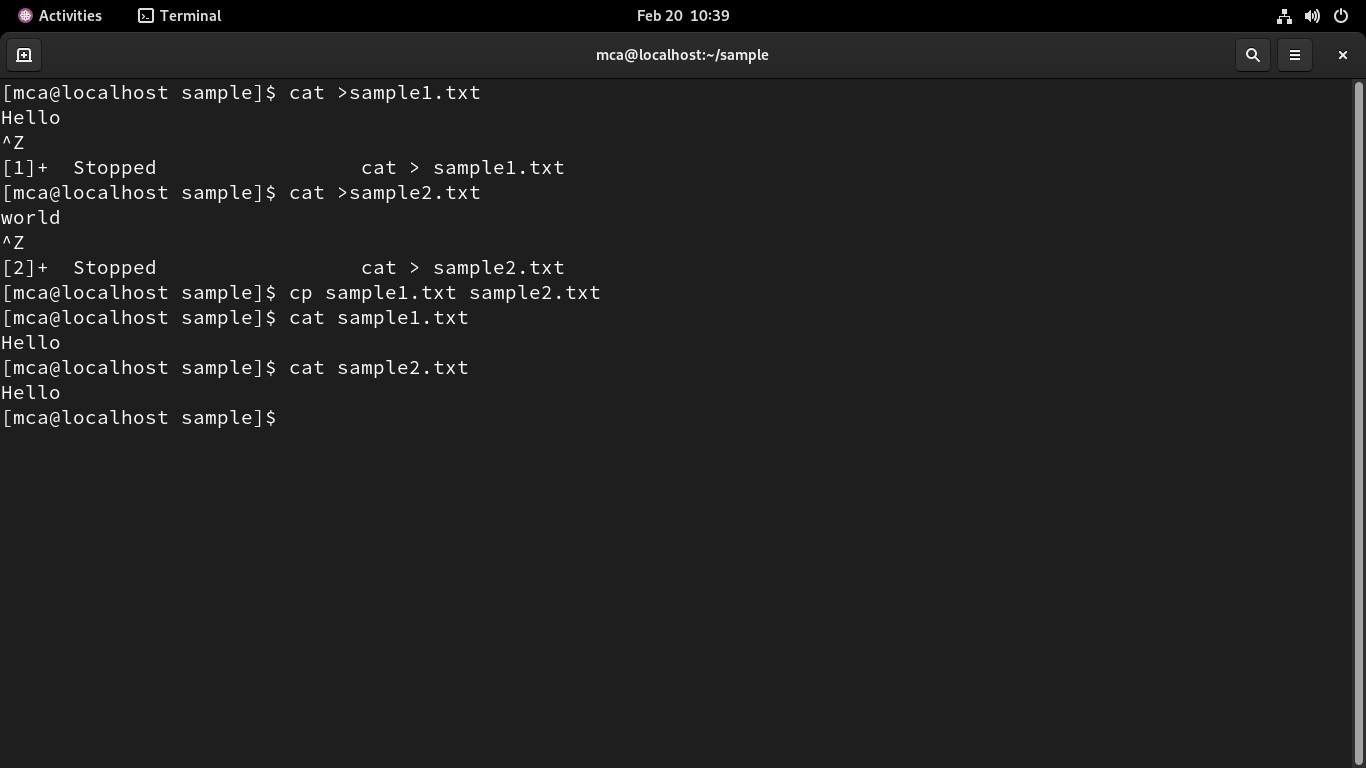 Activities Terminal Feb 20 10:39
mca@localhost:~/sample
[mca@localhost sample]$ cat >sample1.txt
Hello
^Z
[1]+  Stopped                 cat > sample1.txt
[mca@localhost sample]$ cat >sample2.txt
world
^Z
[2]+  Stopped                 cat > sample2.txt
[mca@localhost sample]$ cp sample1.txt sample2.txt
[mca@localhost sample]$ cat sample1.txt
Hello
[mca@localhost sample]$ cat sample2.txt
Hello
[mca@localhost sample]$